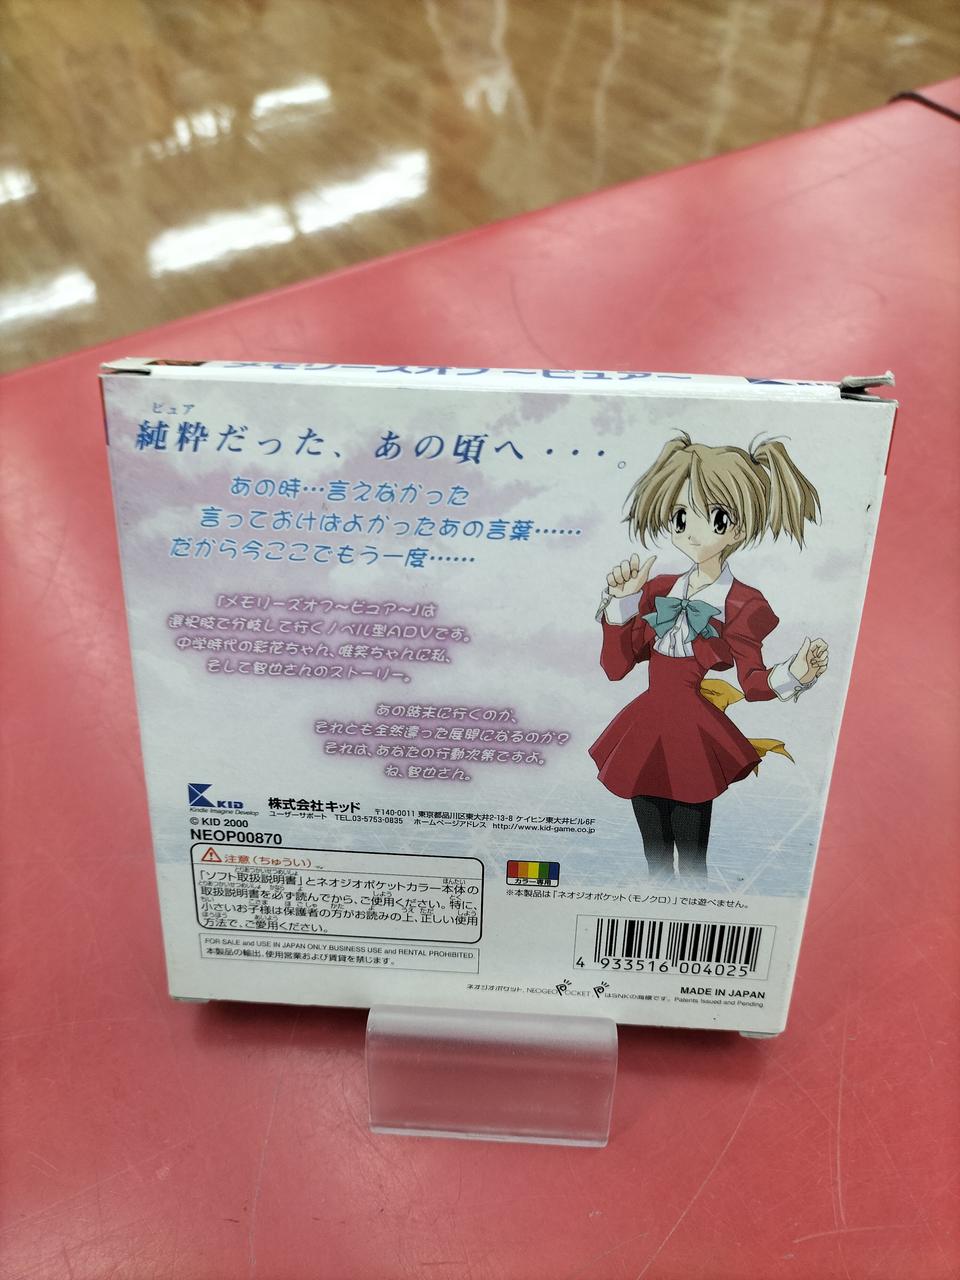 メモリーズオフ～ピュア～
ピュア
純粋だった、あの頃へ・・・。
あの時…言えなかった
言っておけばよかったあの言葉……
だから今ここでもう一度……
「メモリーズオフ～ピュア～」は
選択肢で分岐して行くノベル型ADVです。
中学時代の彩花ちゃん、唯笑ちゃんに私、
そして智也さんのストーリー。
あの結末に行くのか、
それとも全然違った展開になるのか？
それは、あなたの行動次第ですよ。
ね、智也さん。
KID
Kindle Imagine Develop
株式会社キッド 〒140-0011 東京都品川区東大井2-13-8 ケイヒン東大井ビル6F
ユーザーサポート TEL.03-5753-0835 ホームページアドレス http://www.kid-game.co.jp
© KID 2000
NEOP00870
注意（ちゅうい）
「ソフト取扱説明書」とネオジオポケットカラー本体の
取扱説明書を必ず読んでから、ご使用ください。特に、
小さいお子様は保護者の方がお読みの上、正しい使用
方法で、ご愛用ください。
FOR SALE and USE IN JAPAN ONLY.BUSINESS USE and RENTAL PROHIBITED.
本製品の輸出、使用営業および賃貸を禁じます。
カラー専用
※本製品は「ネオジオポケット（モノクロ）」では遊べません。
4 933516 004025
MADE IN JAPAN
ネオジオポケット、NEOGEO POCKET、はSNKの商標です。Patents Issued and Pending.